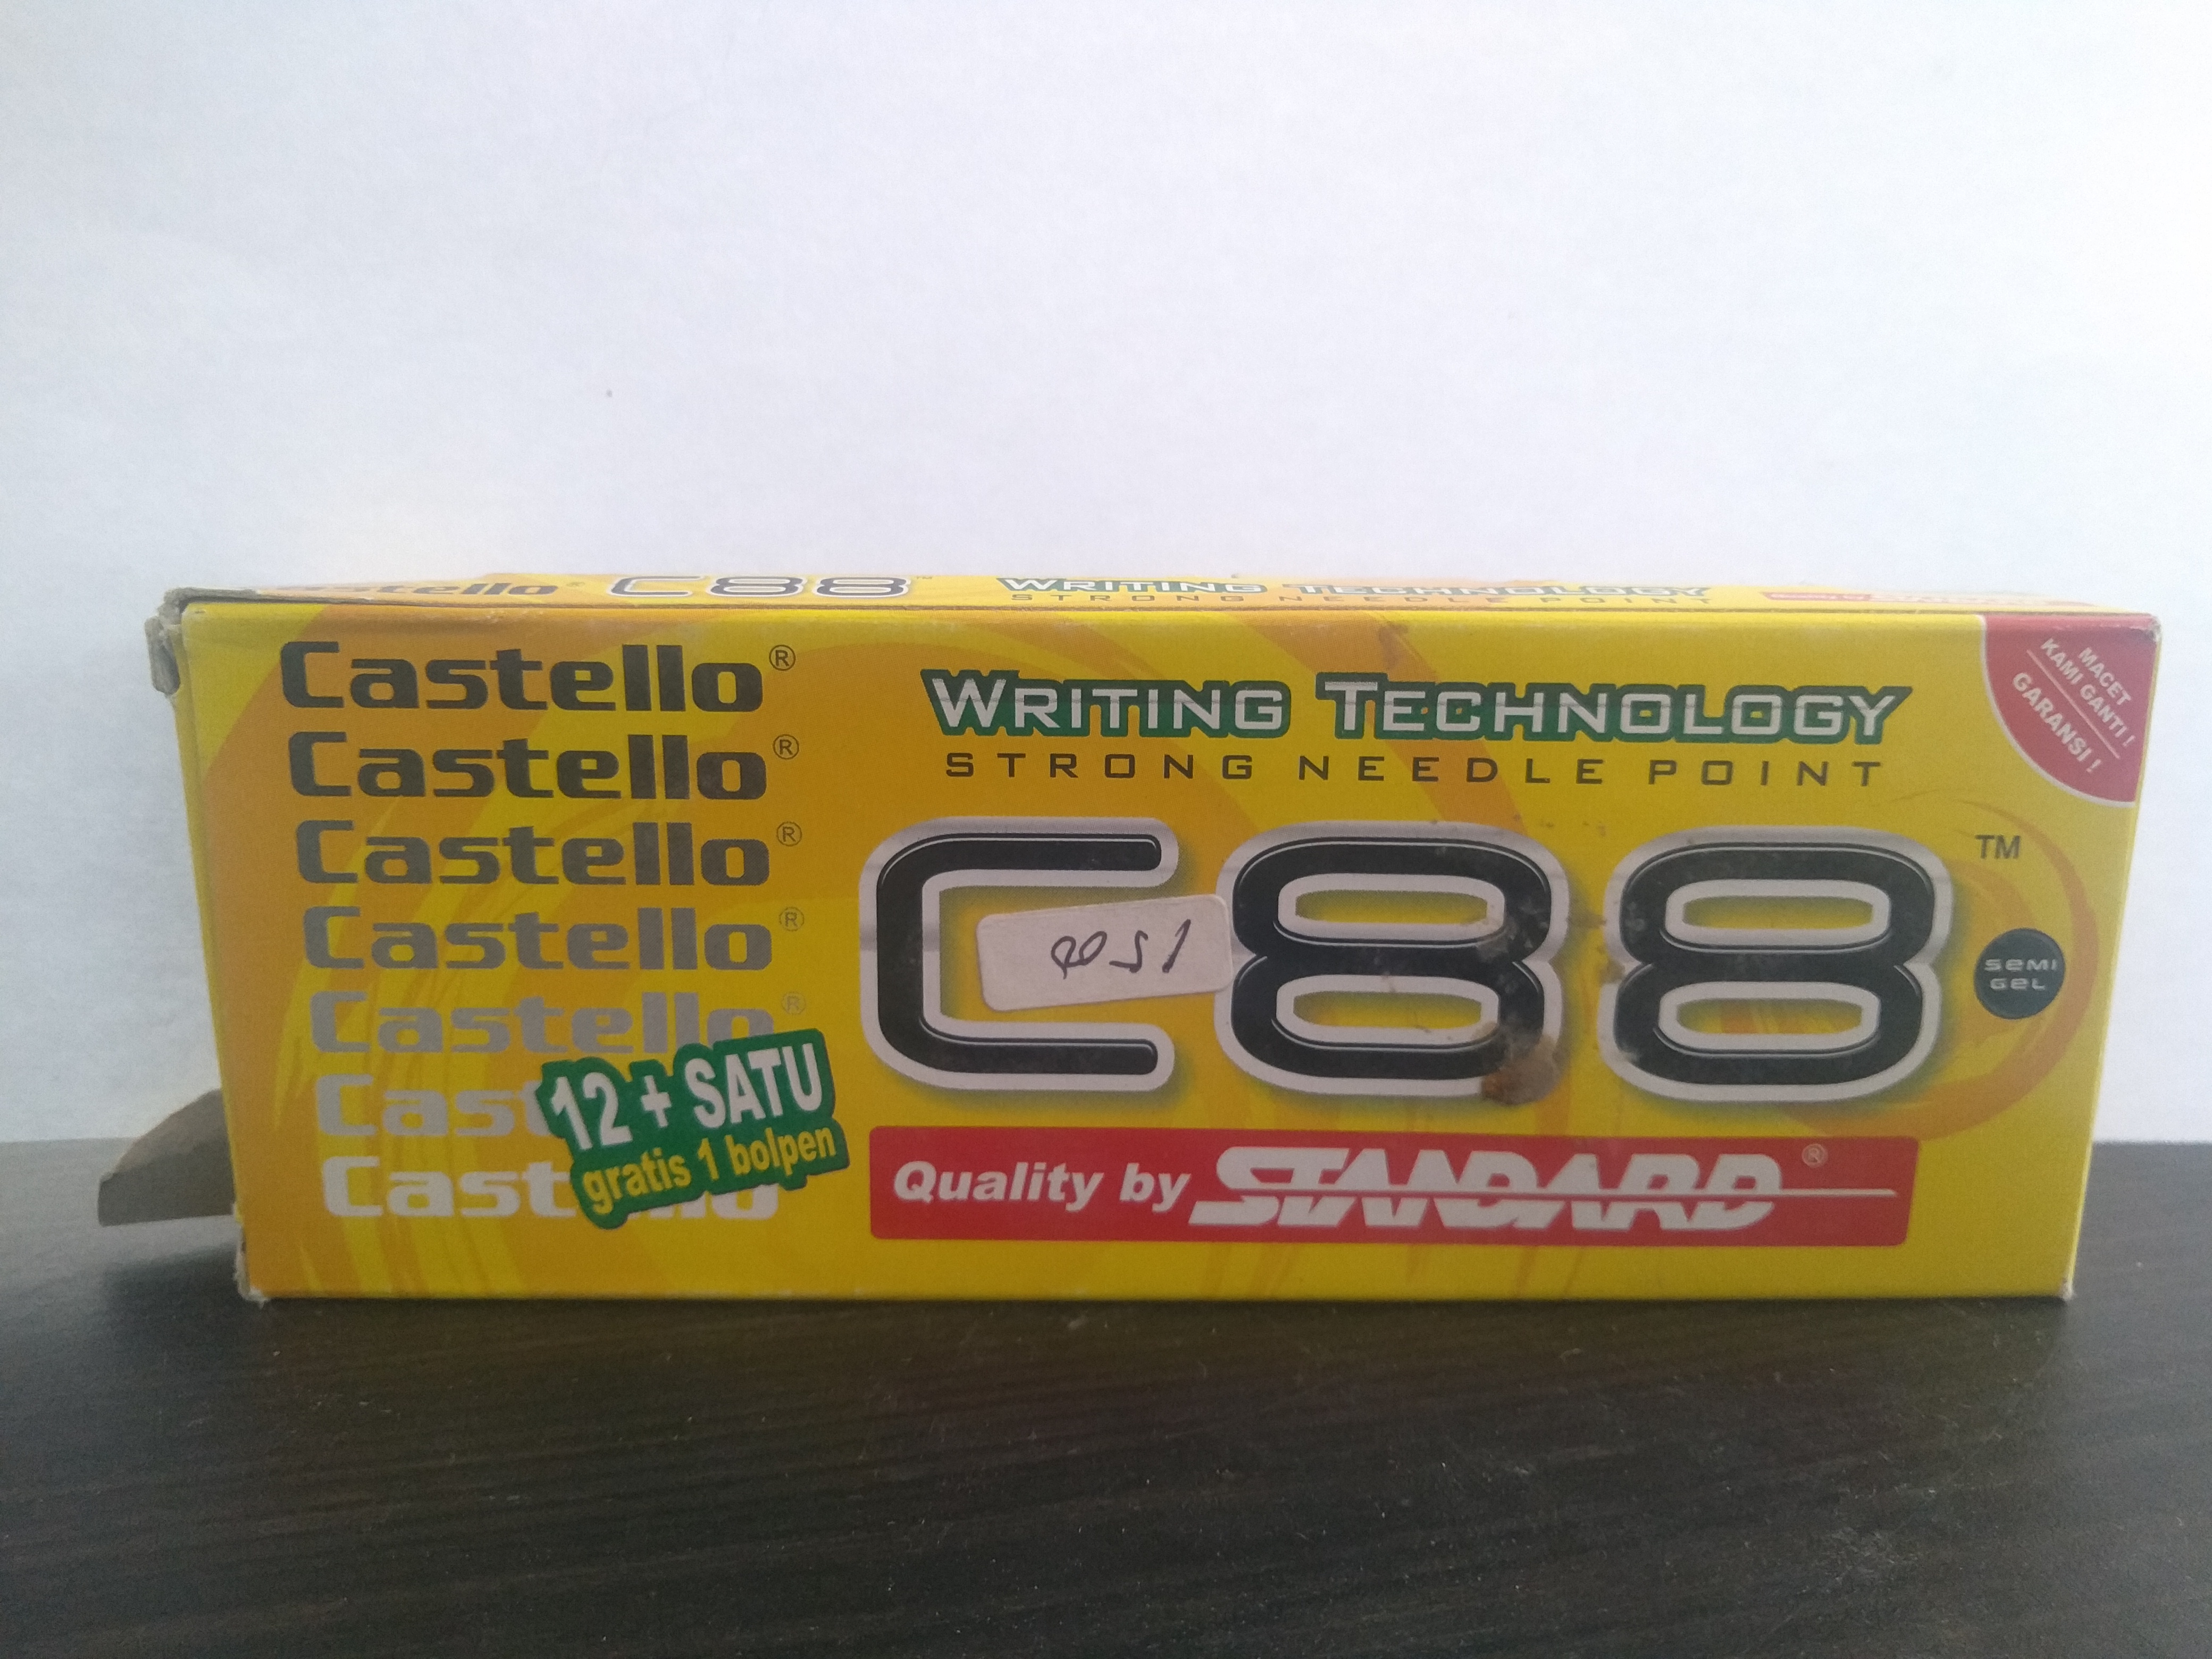 Castello® C88™ WRITING TECHNOLOGY
STRONG NEEDLE POINT
Castello®
Castello®
Castello®
Castello®
Castello®
Cast
Castello
12 + SATU
gratis 1 bolpen
WRITING TECHNOLOGY
STRONG NEEDLE POINT
C88™
SEMI
GEL
Quality by STANDARD®
MACET
KAMI GANTI !
GARANSI !